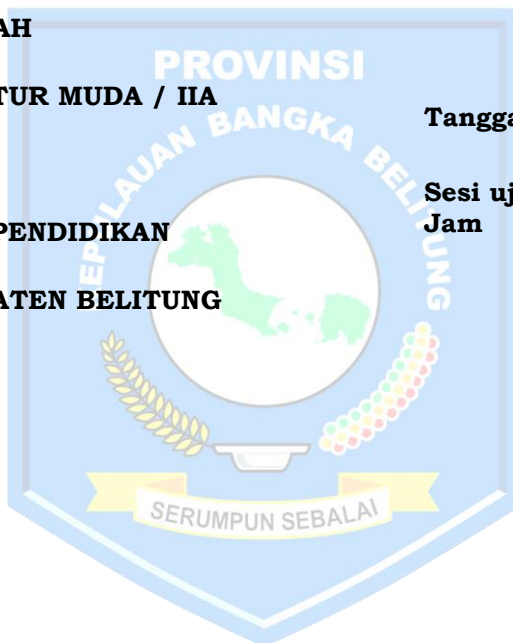 AH
PROVINSI
TUR MUDA / IIA
KEPULAUAN BANGKA BELITUNG
Tangga
Sesi uj
Jam
PENDIDIKAN
ATEN BELITUNG
SERUMPUN SEBALAI